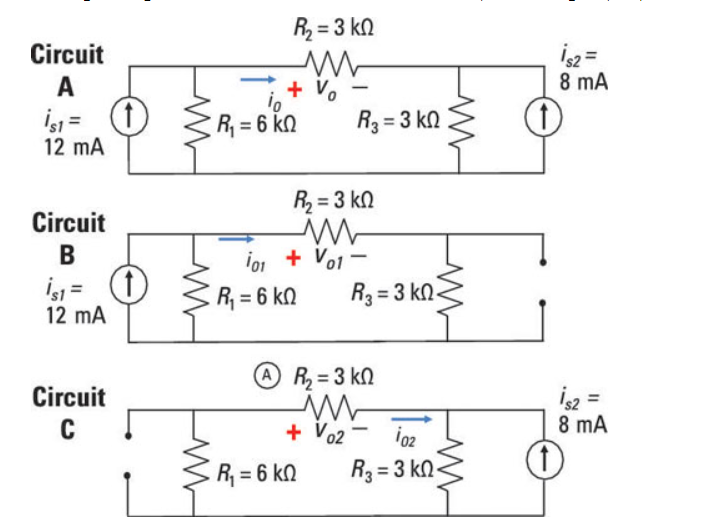 R₂ = 3 kΩ
Circuit
A
iₛ₂ =
8 mA
+ Vₒ −
iₒ
iₛ₁ =
12 mA
R₁ = 6 kΩ
R₃ = 3 kΩ
R₂ = 3 kΩ
Circuit
B
i₀₁ + Vₒ₁ −
iₛ₁ =
12 mA
R₁ = 6 kΩ
R₃ = 3 kΩ
A R₂ = 3 kΩ
Circuit
C
iₛ₂ =
8 mA
+ Vₒ₂ − i₀₂
R₁ = 6 kΩ
R₃ = 3 kΩ